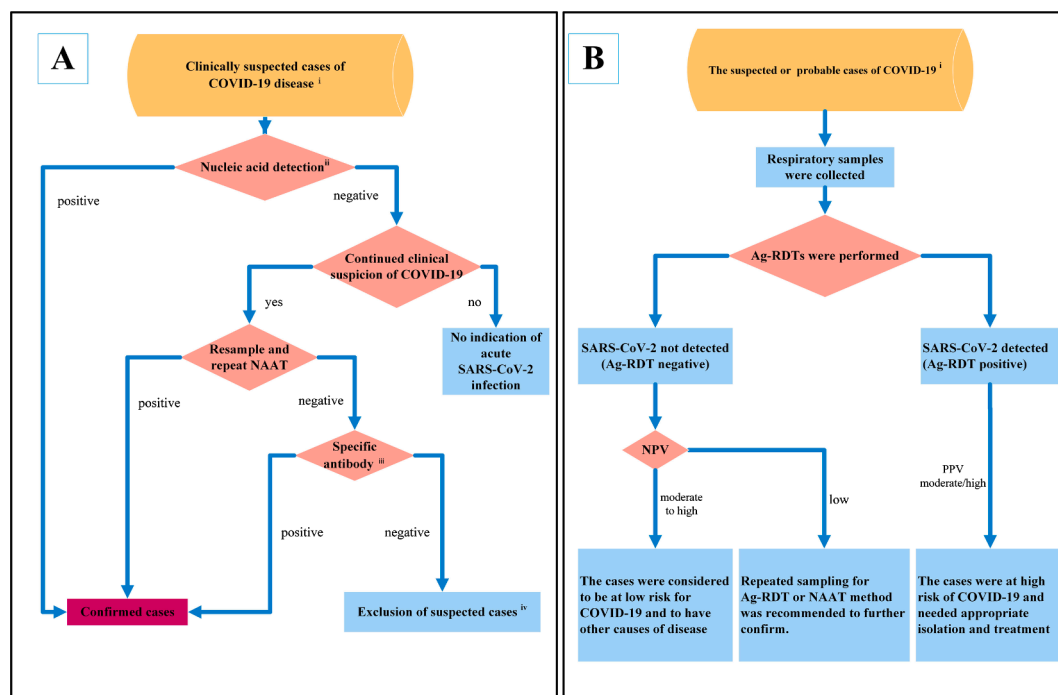 A
Clinically suspected cases of
COVID-19 disease i
Nucleic acid detection ii
positive
negative
Continued clinical
suspicion of COVID-19
yes
no
Resample and
repeat NAAT
No indication of
acute
SARS-CoV-2
infection
positive
negative
Specific
antibody iii
positive
negative
Confirmed cases
Exclusion of suspected cases iv
B
The suspected or probable cases of COVID-19 i
Respiratory samples
were collected
Ag-RDTs were performed
SARS-CoV-2 not detected
(Ag-RDT negative)
SARS-CoV-2 detected
(Ag-RDT positive)
NPV
moderate
to high
low
PPV
moderate/high
The cases were considered
to be at low risk for
COVID-19 and to have
other causes of disease
Repeated sampling for
Ag-RDT or NAAT method
was recommended to further
confirm.
The cases were at high
risk of COVID-19 and
needed appropriate
isolation and treatment